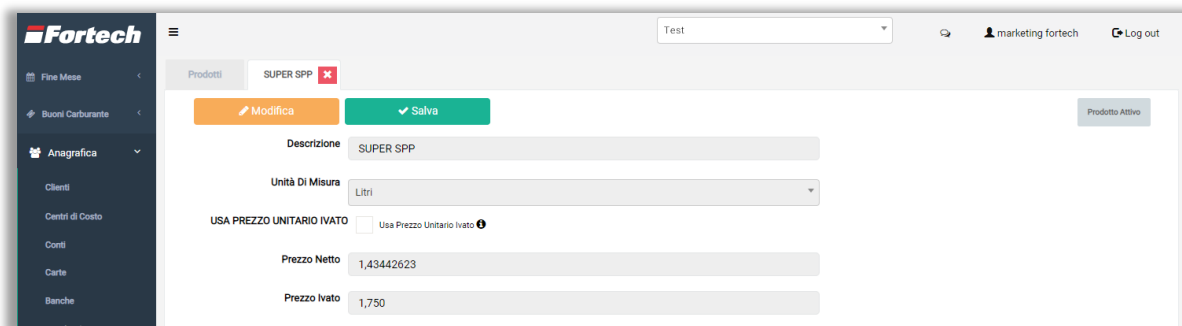 Fortech
Test
marketing fortech
Log out
Fine Mese
Prodotti
SUPER SPP
Buoni Carburante
Modifica
Salva
Prodotto Attivo
Anagrafica
Descrizione
SUPER SPP
Clienti
Unità Di Misura
Litri
Centri di Costo
USA PREZZO UNITARIO IVATO
Usa Prezzo Unitario Ivato
Conti
Prezzo Netto
1,43442623
Carte
Banche
Prezzo Ivato
1,750